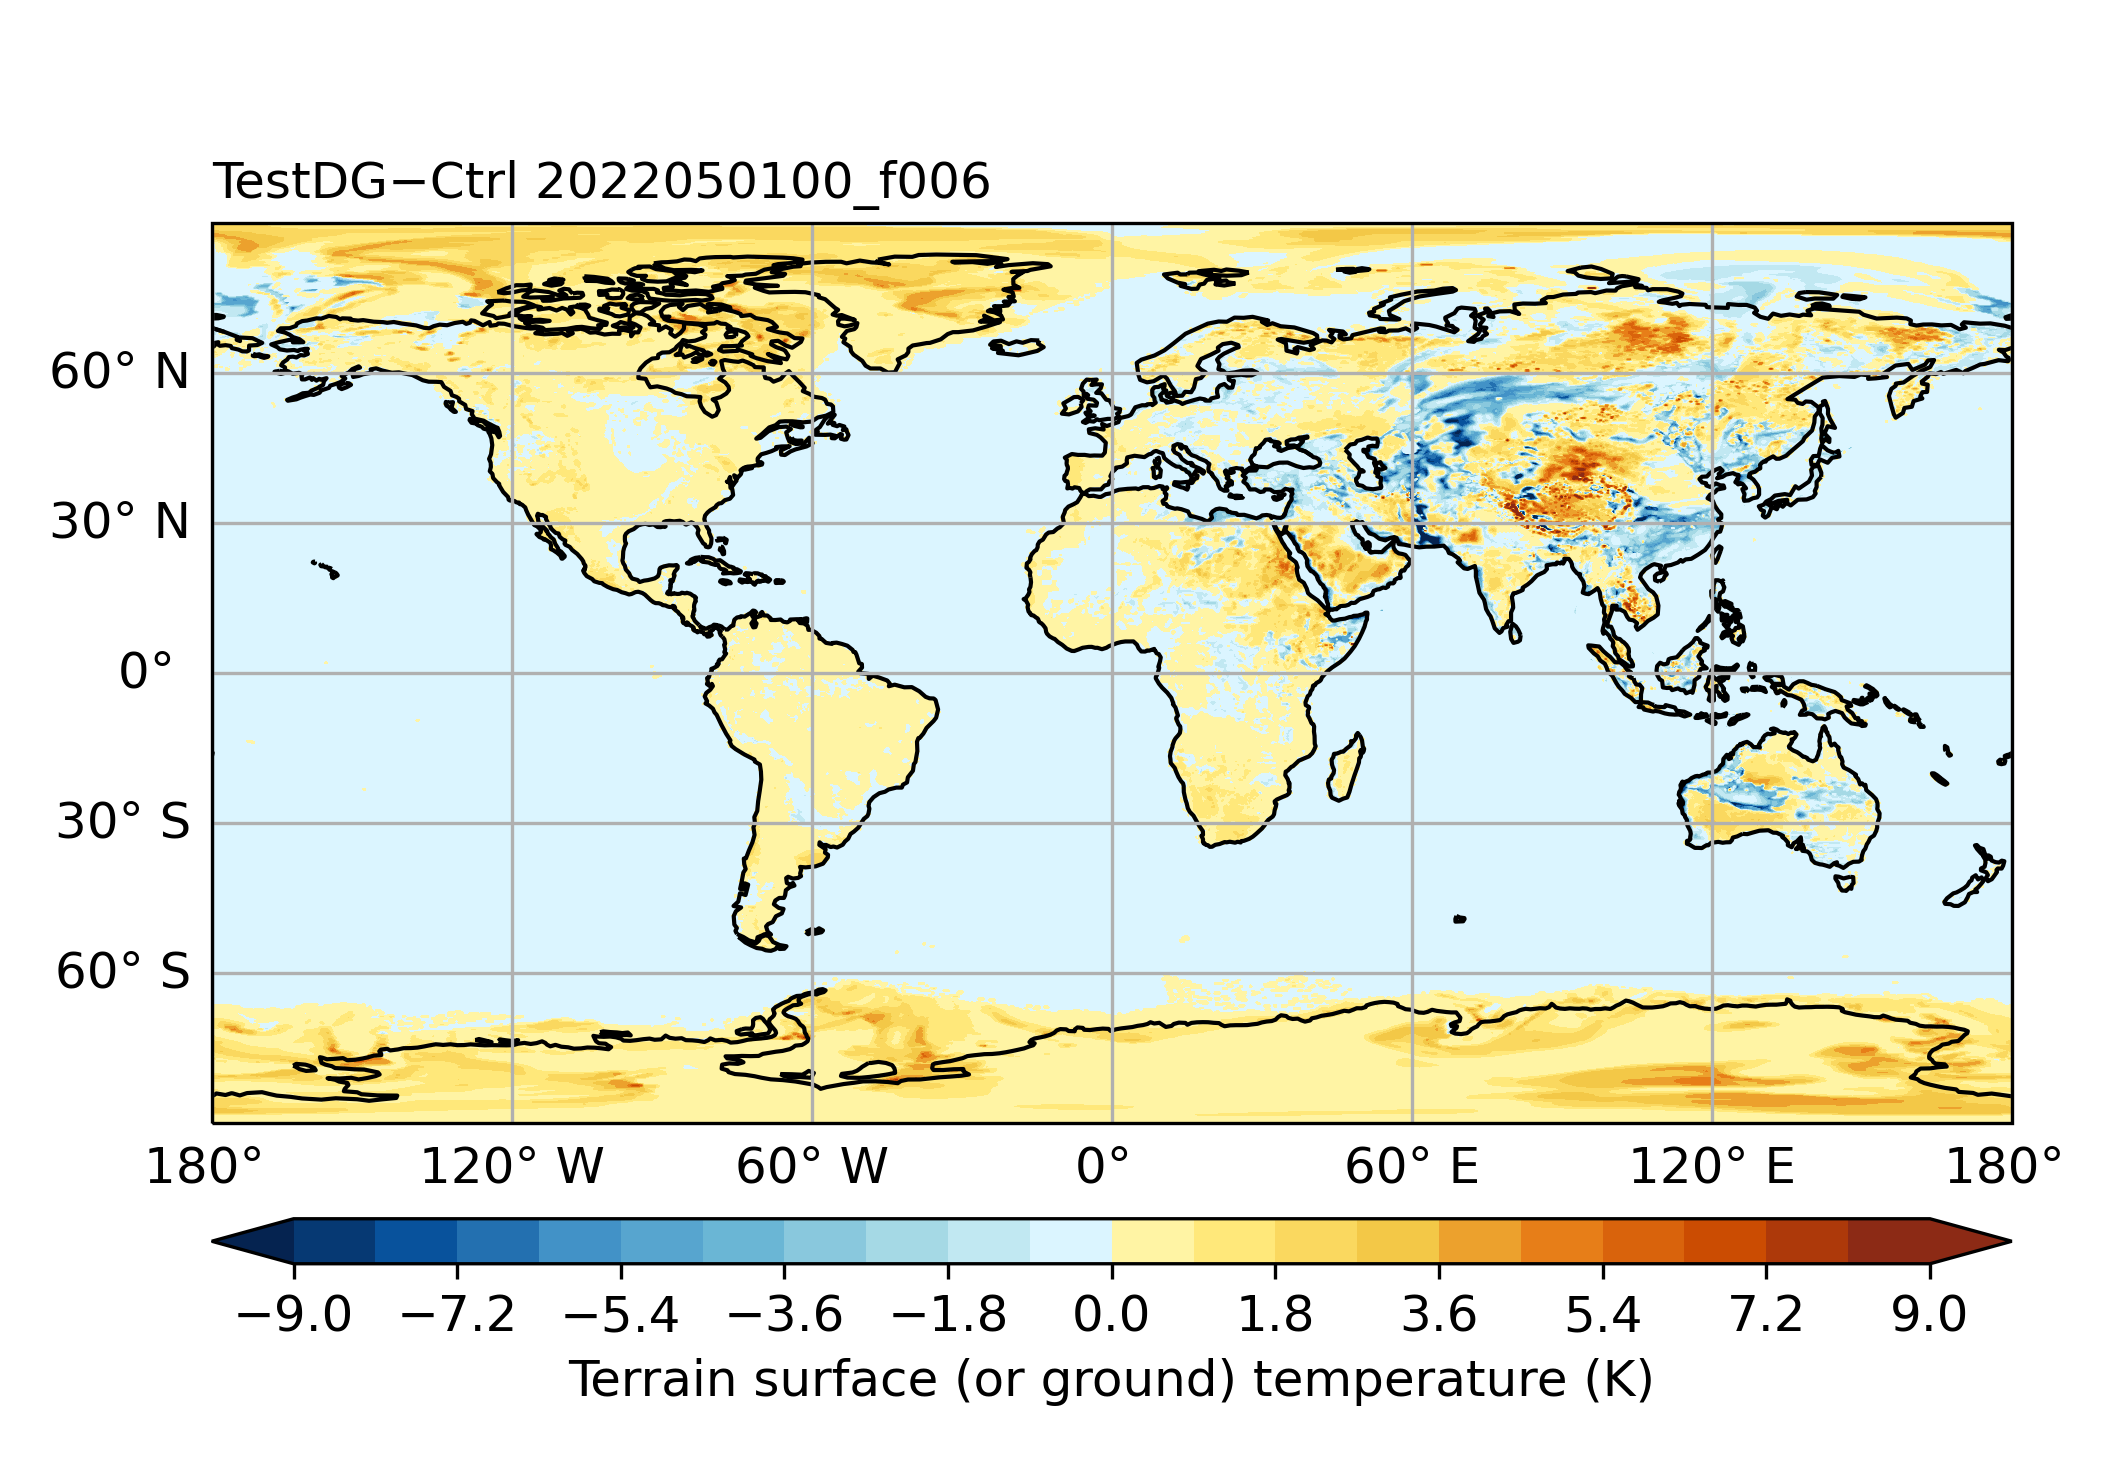 TestDG−Ctrl 2022050100_f006
60° N
30° N
0°
30° S
60° S
180° 120° W 60° W 0° 60° E 120° E 180°
−9.0 −7.2 −5.4 −3.6 −1.8 0.0 1.8 3.6 5.4 7.2 9.0
Terrain surface (or ground) temperature (K)